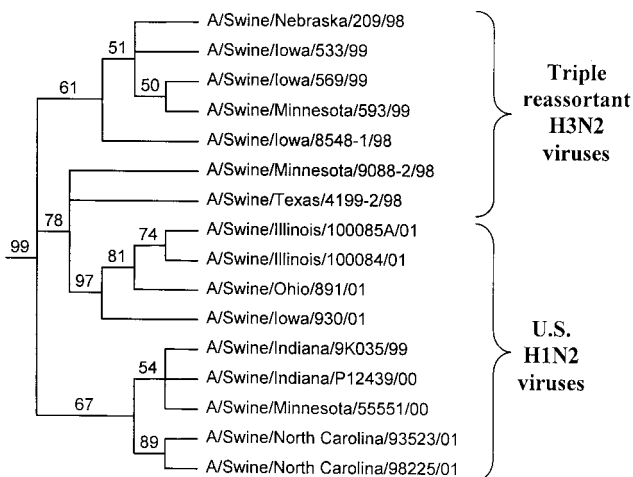 A/Swine/Nebraska/209/98
51
A/Swine/Iowa/533/99
A/Swine/Iowa/569/99
50
61
A/Swine/Minnesota/593/99
A/Swine/Iowa/8548-1/98
Triple
reassortant
H3N2
viruses
A/Swine/Minnesota/9088-2/98
A/Swine/Texas/4199-2/98
78
74
A/Swine/Illinois/100085A/01
99
81
A/Swine/Illinois/100084/01
97
A/Swine/Ohio/891/01
A/Swine/Iowa/930/01
A/Swine/Indiana/9K035/99
54
A/Swine/Indiana/P12439/00
67
A/Swine/Minnesota/55551/00
A/Swine/North Carolina/93523/01
89
A/Swine/North Carolina/98225/01
U.S.
H1N2
viruses